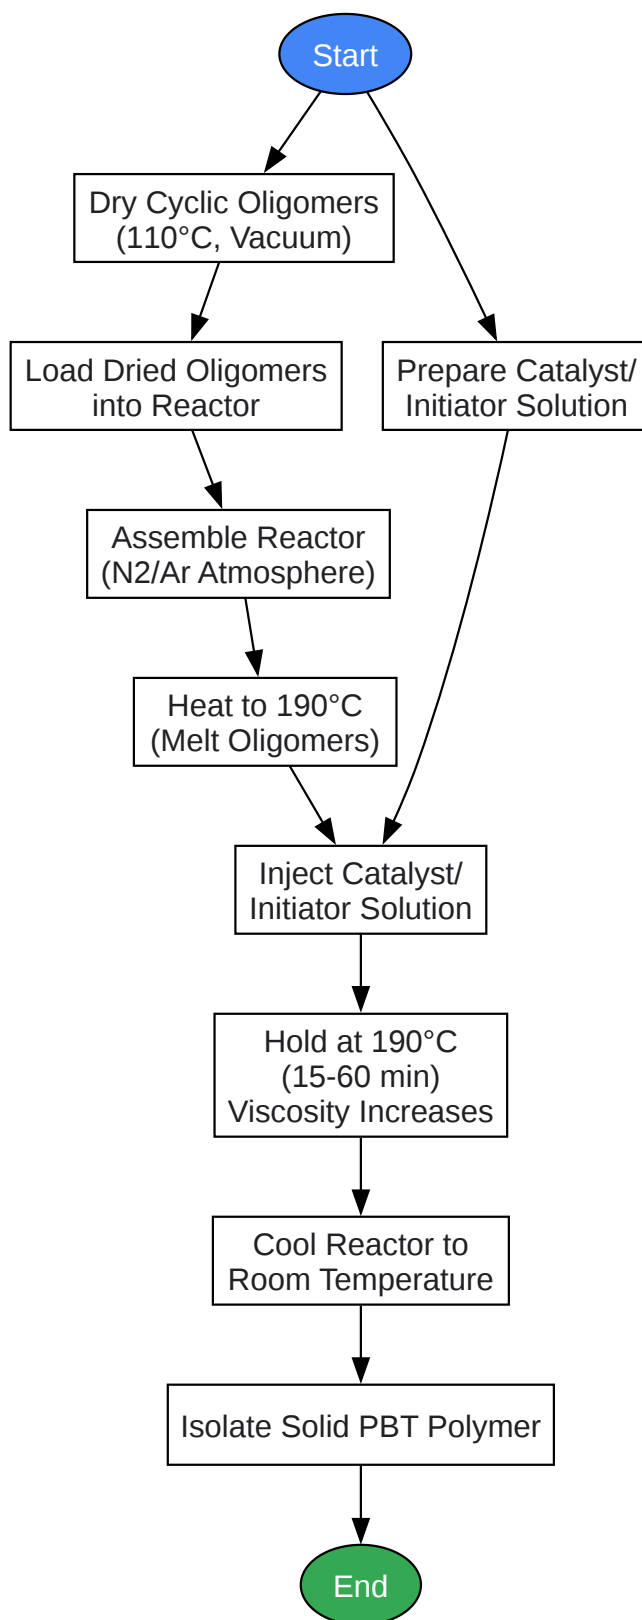 Start
Dry Cyclic Oligomers
(110°C, Vacuum)
Load Dried Oligomers
into Reactor
Prepare Catalyst/
Initiator Solution
Assemble Reactor
(N2/Ar Atmosphere)
Heat to 190°C
(Melt Oligomers)
Inject Catalyst/
Initiator Solution
Hold at 190°C
(15-60 min)
Viscosity Increases
Cool Reactor to
Room Temperature
Isolate Solid PBT Polymer
End